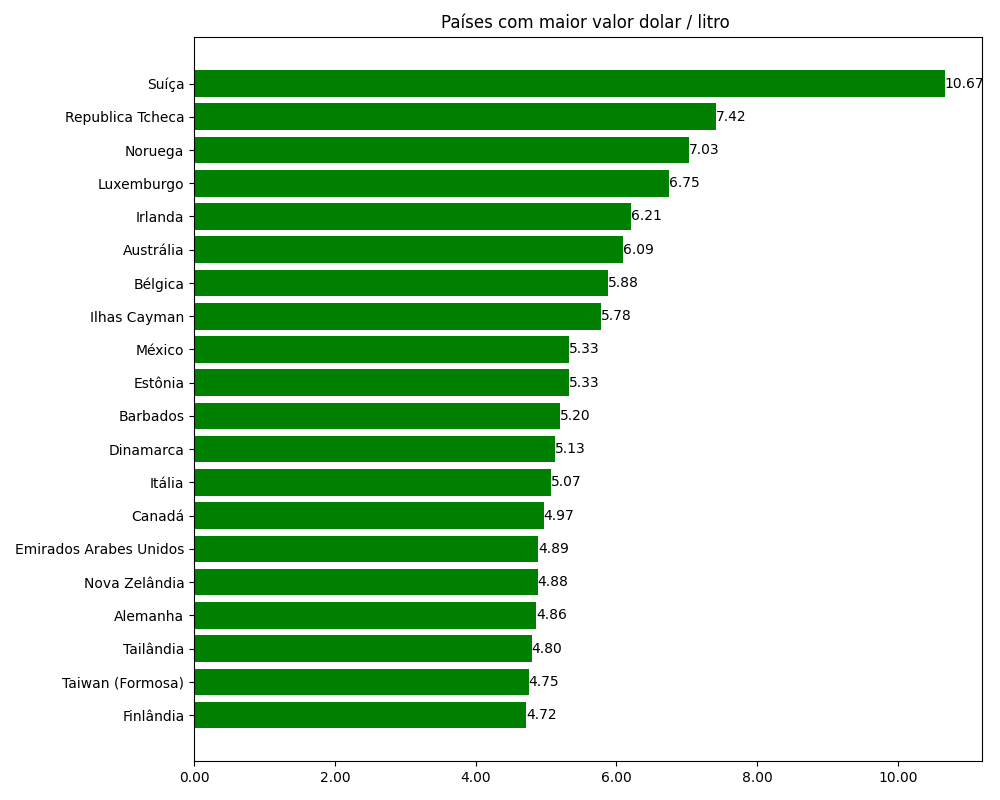 Países com maior valor dolar / litro
Suíça 10.67
Republica Tcheca 7.42
Noruega 7.03
Luxemburgo 6.75
Irlanda 6.21
Austrália 6.09
Bélgica 5.88
Ilhas Cayman 5.78
México 5.33
Estônia 5.33
Barbados 5.20
Dinamarca 5.13
Itália 5.07
Canadá 4.97
Emirados Arabes Unidos 4.89
Nova Zelândia 4.88
Alemanha 4.86
Tailândia 4.80
Taiwan (Formosa) 4.75
Finlândia 4.72
0.00 2.00 4.00 6.00 8.00 10.00